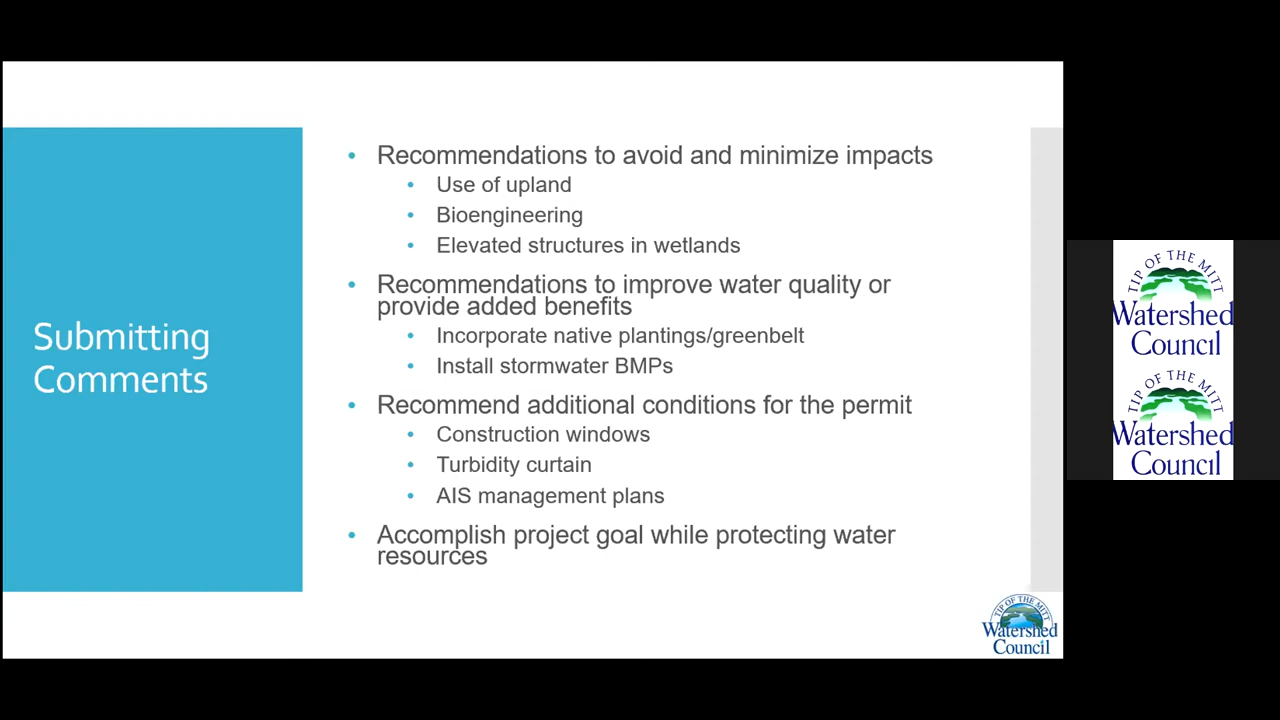 Submitting
Comments
• Recommendations to avoid and minimize impacts
• Use of upland
• Bioengineering
• Elevated structures in wetlands
• Recommendations to improve water quality or
provide added benefits
• Incorporate native plantings/greenbelt
• Install stormwater BMPs
• Recommend additional conditions for the permit
• Construction windows
• Turbidity curtain
• AIS management plans
• Accomplish project goal while protecting water
resources
TIP OF THE MITT
Watershed
Council
TIP OF THE MITT
Watershed
Council
TIP OF THE MITT
Watershed
Council